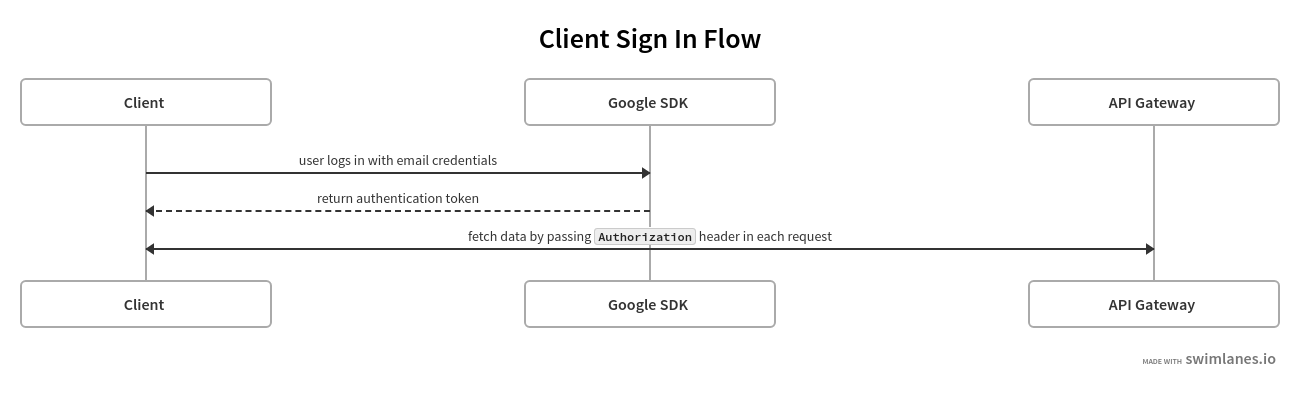 Client Sign In Flow
Client
Google SDK
API Gateway
user logs in with email credentials
return authentication token
fetch data by passing Authorization header in each request
Client
Google SDK
API Gateway
MADE WITH swimlanes.io